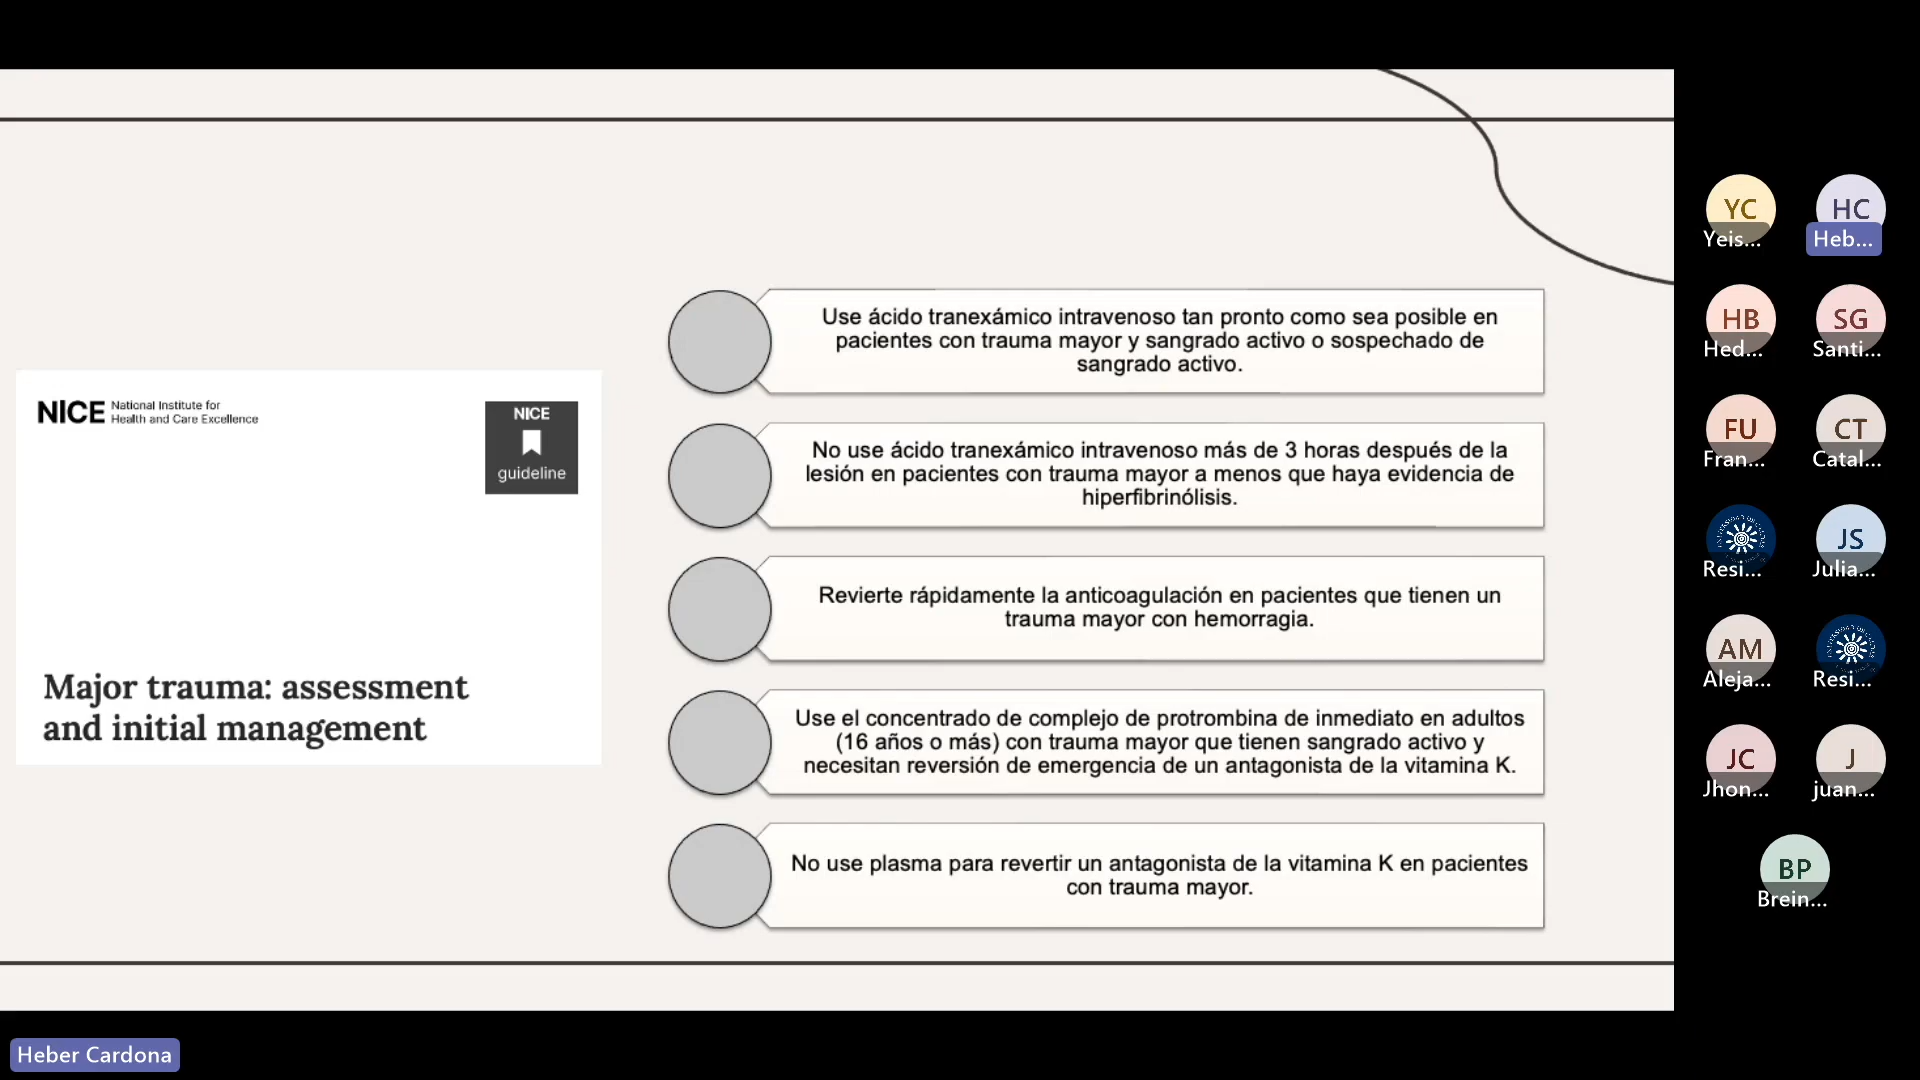 NICE National Institute for
Health and Care Excellence
NICE
guideline
Major trauma: assessment
and initial management
Use ácido tranexámico intravenoso tan pronto como sea posible en
pacientes con trauma mayor y sangrado activo o sospechado de
sangrado activo.
No use ácido tranexámico intravenoso más de 3 horas después de la
lesión en pacientes con trauma mayor a menos que haya evidencia de
hiperfibrinólisis.
Revierte rápidamente la anticoagulación en pacientes que tienen un
trauma mayor con hemorragia.
Use el concentrado de complejo de protrombina de inmediato en adultos
(16 años o más) con trauma mayor que tienen sangrado activo y
necesitan reversión de emergencia de un antagonista de la vitamina K.
No use plasma para revertir un antagonista de la vitamina K en pacientes
con trauma mayor.
YC
Yeis...
HC
Heb...
HB
Hed...
SG
Santi...
FU
Fran...
CT
Catal...
Resi...
JS
Julia...
AM
Aleja...
Resi...
JC
Jhon...
J
juan...
BP
Brein...
Heber Cardona